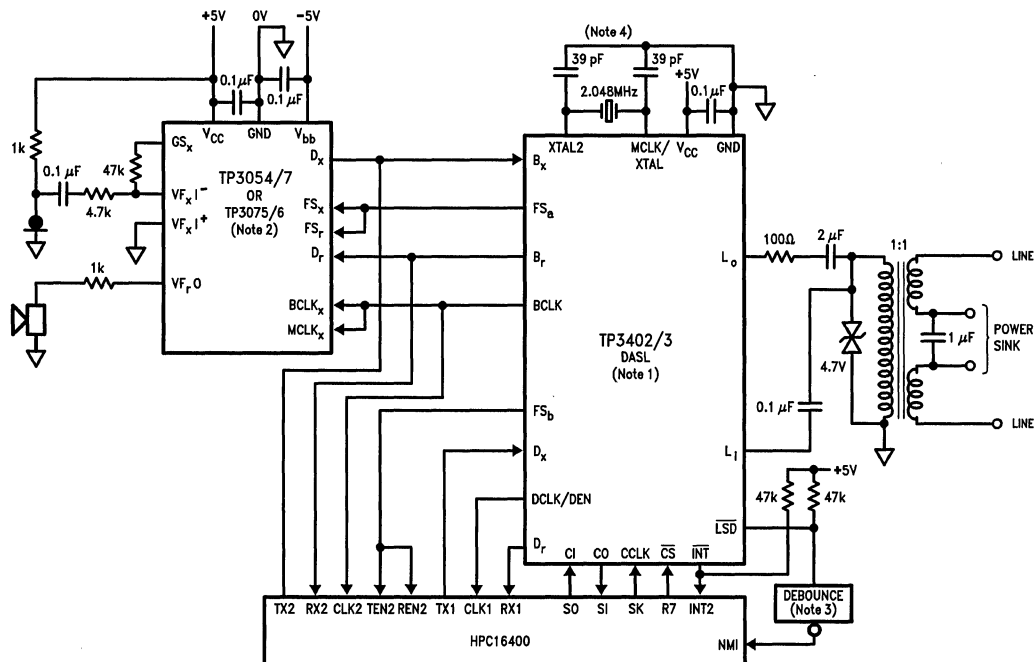 +5V
0V
-5V
0.1 μF
0.1 μF
VCC
GND
Vbb
1k
0.1 μF
4.7k
47k
GSx
VFxI-
VFxI+
VFrO
1k
TP3054/7
OR
TP3075/6
(Note 2)
Dx
FSx
FSr
Dr
BCLKx
MCLKx
(Note 4)
39 pF
39 pF
2.048MHz
+5V
0.1 μF
XTAL2
MCLK/
XTAL
VCC
GND
Bx
FSa
Br
BCLK
FSb
Dx
DCLK/DEN
Dr
TP3402/3
DASL
(Note 1)
Lo
Li
LSD
CI
CO
CCLK
CS
INT
100Ω
2 μF
1:1
4.7V
0.1 μF
LINE
1 μF
POWER
SINK
LINE
+5V
47k
47k
DEBOUNCE
(Note 3)
TX2
RX2
CLK2
TEN2
REN2
TX1
CLK1
RX1
SO
SI
SK
R7
INT2
NMI
HPC16400